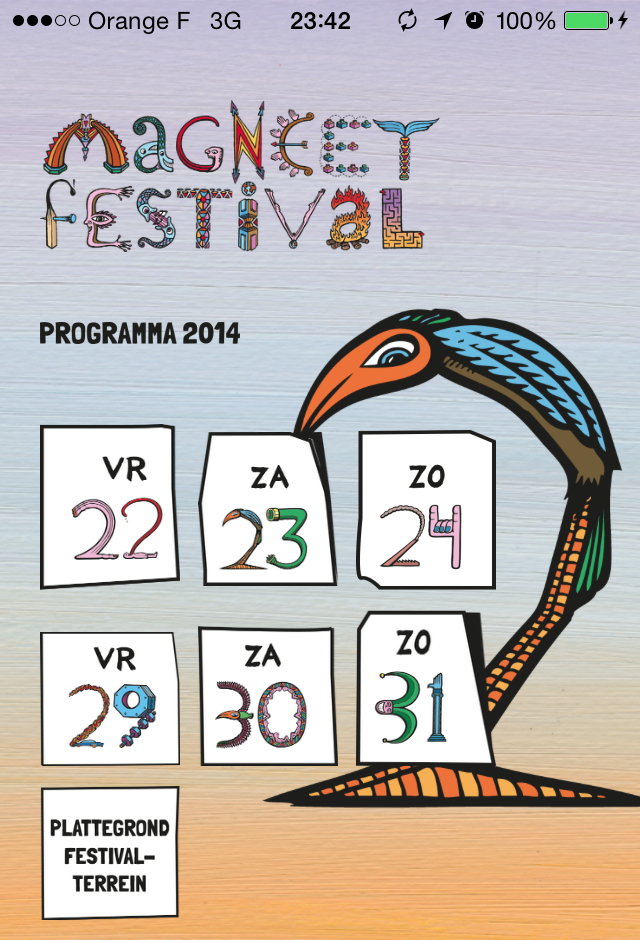 Orange F 3G 23:42 100%
MaGNEET
FESTIVaL
PROGRAMMA 2014
VR
22
ZA
23
ZO
24
VR
29
ZA
30
ZO
31
PLATTEGROND
FESTIVAL-
TERREIN